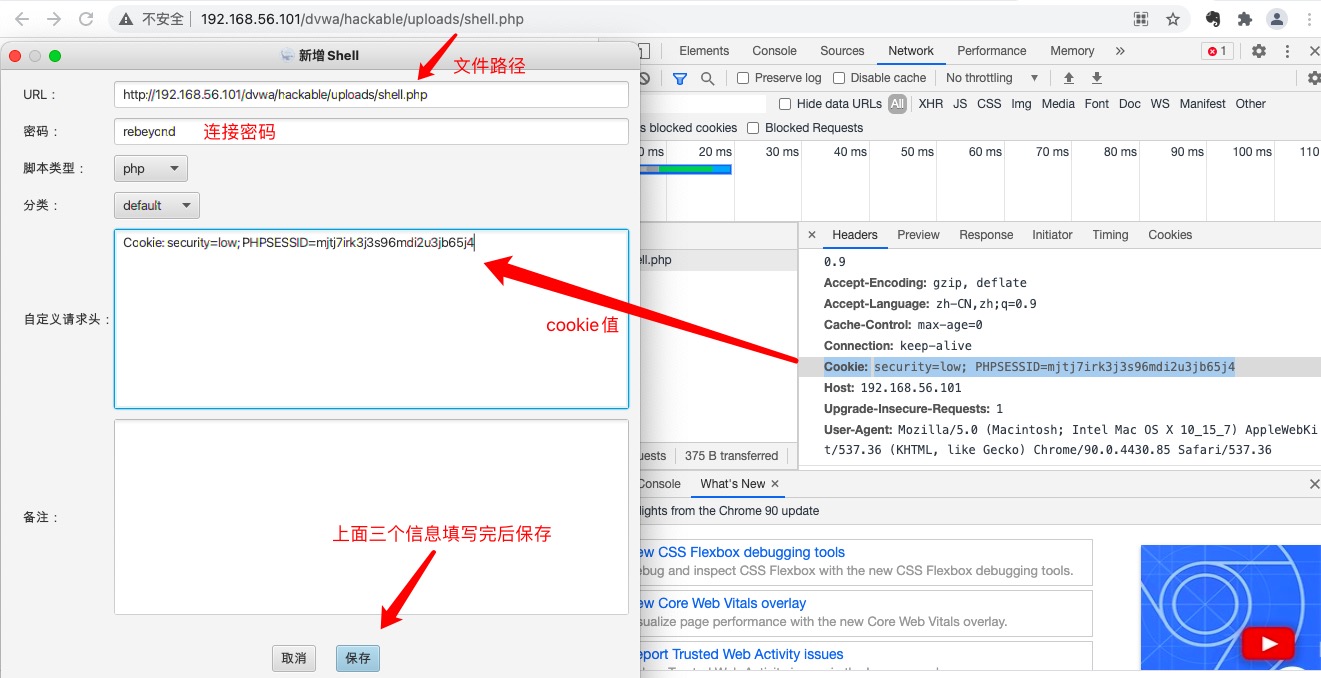 不安全 192.168.56.101/dvwa/hackable/uploads/shell.php
新增Shell
文件路径
URL : http://192.168.56.101/dvwa/hackable/uploads/shell.php
密码 : rebeyond 连接密码
脚本类型 : php
分类 : default
Cookie: security=low; PHPSESSID=mjtj7irk3j3s96mdi2u3jb65j4
自定义请求头 :
cookie值
备注 :
上面三个信息填写完后保存
取消 保存
Elements Console Sources Network Performance Memory » 1
Preserve log Disable cache No throttling
Hide data URLs All XHR JS CSS Img Media Font Doc WS Manifest Other
s blocked cookies Blocked Requests
0 ms 20 ms 30 ms 40 ms 50 ms 60 ms 70 ms 80 ms 90 ms 100 ms 110
ell.php
× Headers Preview Response Initiator Timing Cookies
0.9
Accept-Encoding: gzip, deflate
Accept-Language: zh-CN,zh;q=0.9
Cache-Control: max-age=0
Connection: keep-alive
Cookie: security=low; PHPSESSID=mjtj7irk3j3s96mdi2u3jb65j4
Host: 192.168.56.101
Upgrade-Insecure-Requests: 1
User-Agent: Mozilla/5.0 (Macintosh; Intel Mac OS X 10_15_7) AppleWebKi
t/537.36 (KHTML, like Gecko) Chrome/90.0.4430.85 Safari/537.36
uests 375 B transferred
Console What's New ×
lights from the Chrome 90 update
ew CSS Flexbox debugging tools
ebug and inspect CSS Flexbox with the new CSS Flexbox debugging tools.
ew Core Web Vitals overlay
sualize page performance with the new Core Web Vitals overlay.
eport Trusted Web Activity issues